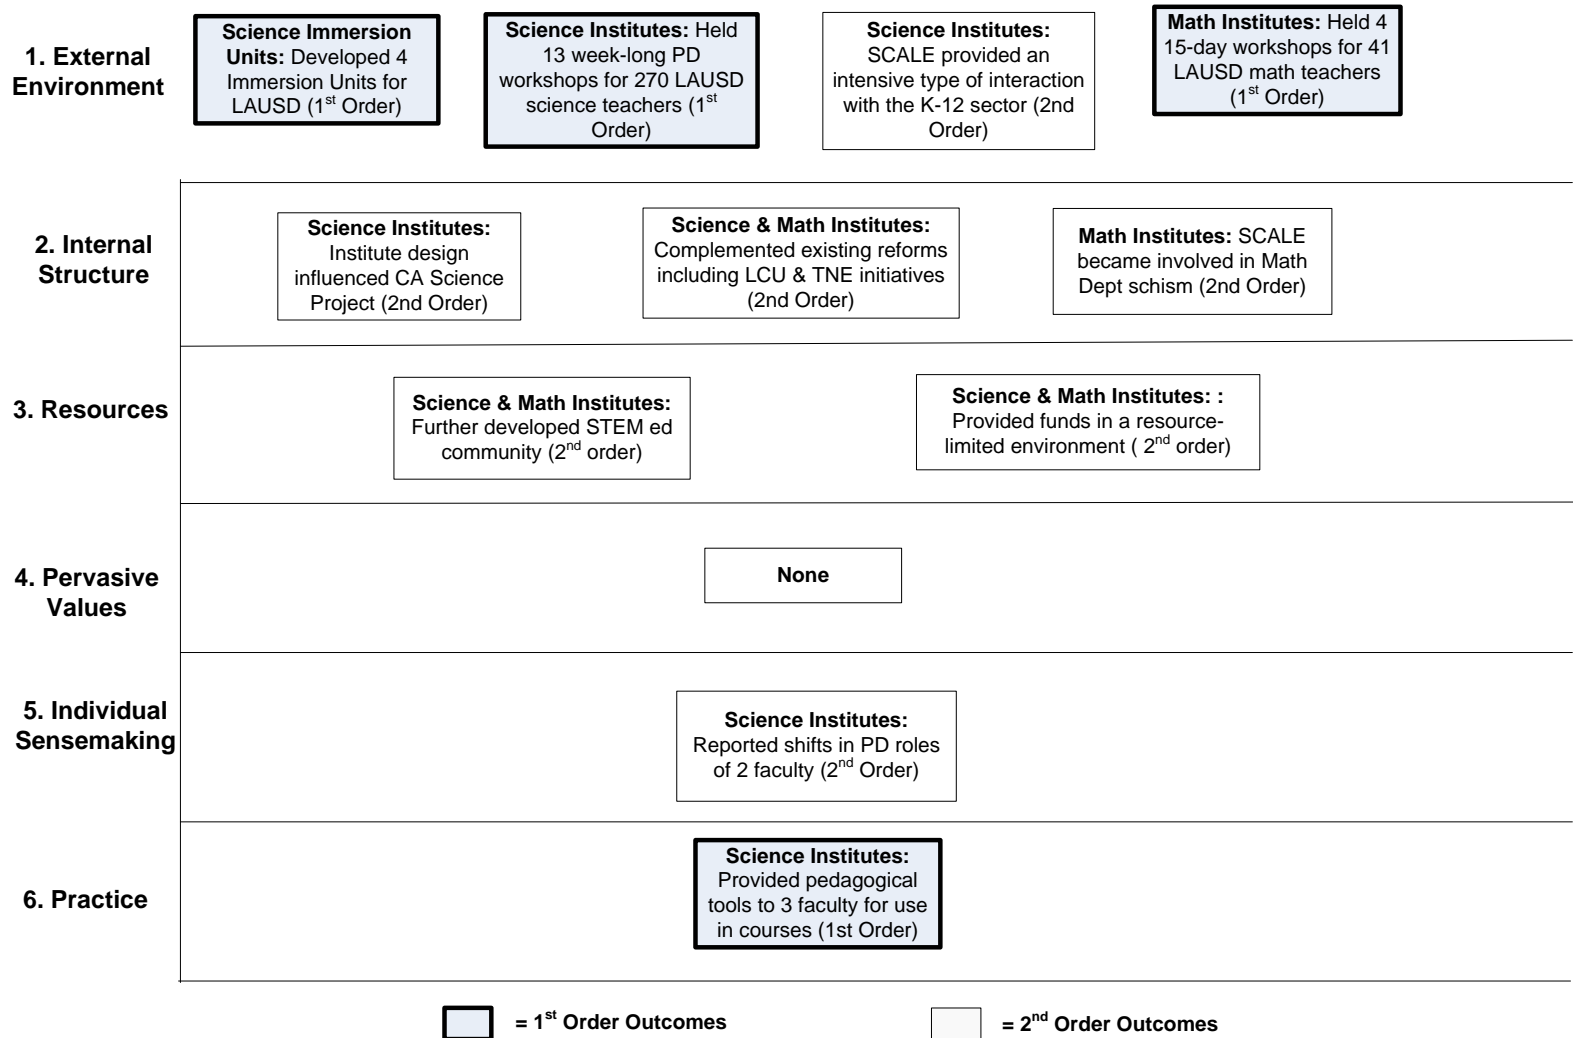 1. External
Environment
Science Immersion
Units: Developed 4
Immersion Units for
LAUSD (1st Order)
Science Institutes: Held
13 week-long PD
workshops for 270 LAUSD
science teachers (1st
Order)
Science Institutes:
SCALE provided an
intensive type of interaction
with the K-12 sector (2nd
Order)
Math Institutes: Held 4
15-day workshops for 41
LAUSD math teachers
(1st Order)
2. Internal
Structure
Science Institutes:
Institute design
influenced CA Science
Project (2nd Order)
Science & Math Institutes:
Complemented existing reforms
including LCU & TNE initiatives
(2nd Order)
Math Institutes: SCALE
became involved in Math
Dept schism (2nd Order)
3. Resources
Science & Math Institutes:
Further developed STEM ed
community (2nd order)
Science & Math Institutes: :
Provided funds in a resource-
limited environment ( 2nd order)
4. Pervasive
Values
None
5. Individual
Sensemaking
Science Institutes:
Reported shifts in PD roles
of 2 faculty (2nd Order)
6. Practice
Science Institutes:
Provided pedagogical
tools to 3 faculty for use
in courses (1st Order)
= 1st Order Outcomes
= 2nd Order Outcomes